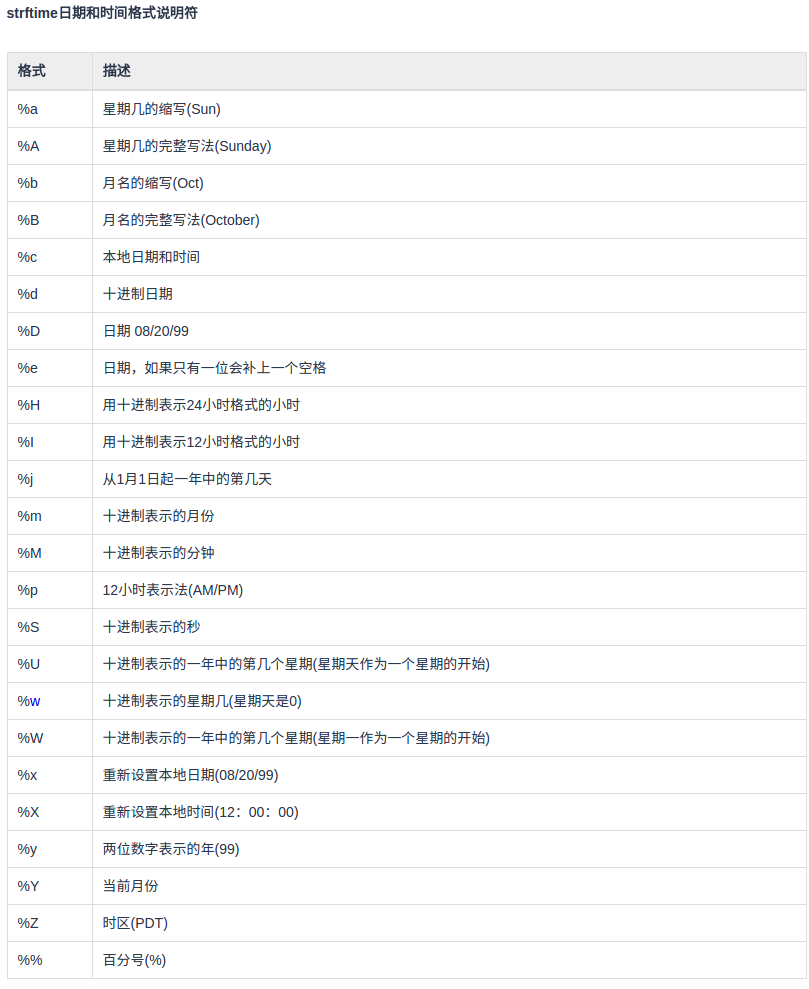 strftime日期和时间格式说明符
格式 描述
%a 星期几的缩写(Sun)
%A 星期几的完整写法(Sunday)
%b 月名的缩写(Oct)
%B 月名的完整写法(October)
%c 本地日期和时间
%d 十进制日期
%D 日期 08/20/99
%e 日期，如果只有一位会补上一个空格
%H 用十进制表示24小时格式的小时
%I 用十进制表示12小时格式的小时
%j 从1月1日起一年中的第几天
%m 十进制表示的月份
%M 十进制表示的分钟
%p 12小时表示法(AM/PM)
%S 十进制表示的秒
%U 十进制表示的一年中的第几个星期(星期天作为一个星期的开始)
%w 十进制表示的星期几(星期天是0)
%W 十进制表示的一年中的第几个星期(星期一作为一个星期的开始)
%x 重新设置本地日期(08/20/99)
%X 重新设置本地时间(12：00：00)
%y 两位数字表示的年(99)
%Y 当前月份
%Z 时区(PDT)
%% 百分号(%)